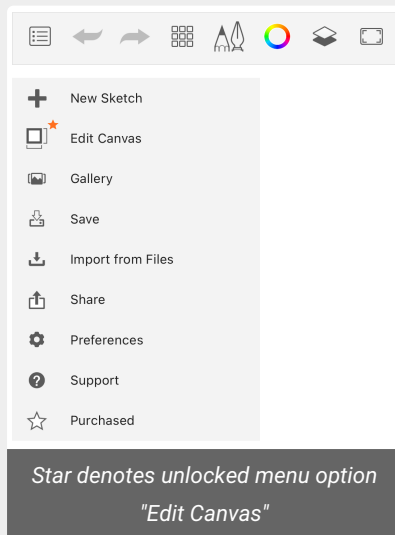 New Sketch
Edit Canvas
Gallery
Save
Import from Files
Share
Preferences
Support
Purchased
Star denotes unlocked menu option
"Edit Canvas"